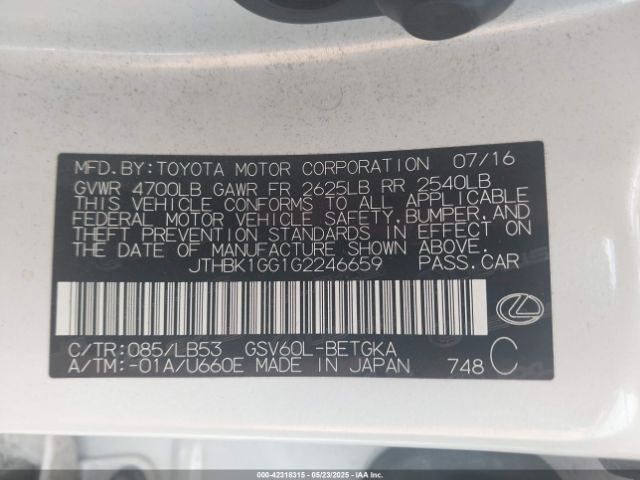 MFD.BY:TOYOTA MOTOR CORPORATION 07/16
GVWR 4700LB GAWR FR 2625LB RR 2540LB
THIS VEHICLE CONFORMS TO ALL APPLICABLE
FEDERAL MOTOR VEHICLE SAFETY,BUMPER,AND
THEFT PREVENTION STANDARDS IN EFFECT ON
THE DATE OF MANUFACTURE SHOWN ABOVE.
JTHBK1GG1G2246659 PASS.CAR
C/TR:085/LB53 GSV60L-BETGKA
A/TM:-01A/U660E MADE IN JAPAN 748 C
000-42318315 - 05/23/2025 - IAAI.COM